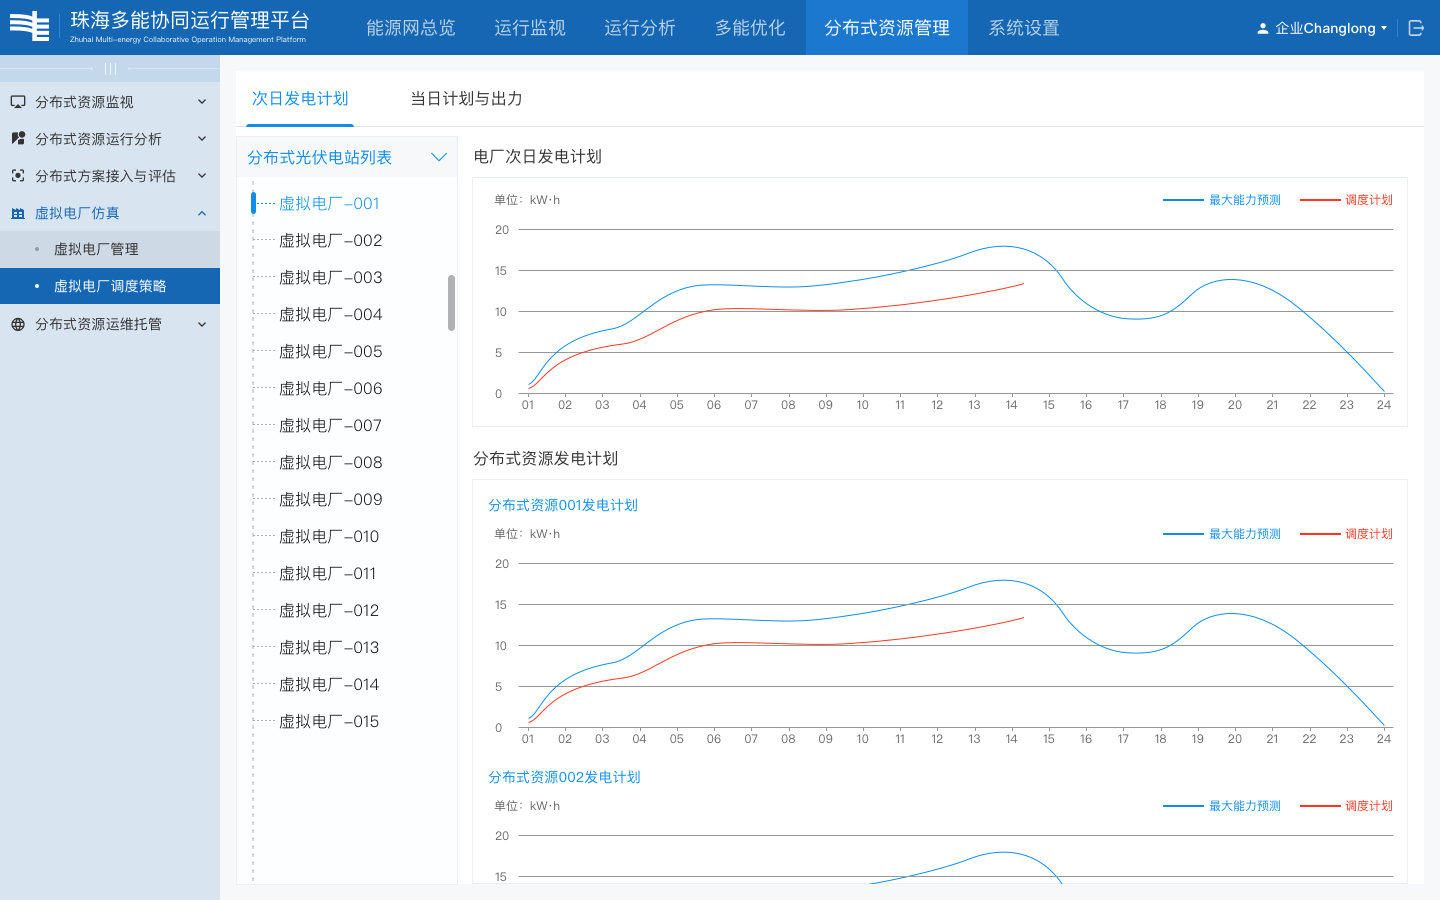 珠海多能协同运行管理平台
Zhuhai Multi-energy Collaborative Operation Management Platform
能源网总览 运行监视 运行分析 多能优化 分布式资源管理 系统设置
企业Changlong
分布式资源监视
分布式资源运行分析
分布式方案接入与评估
虚拟电厂仿真
虚拟电厂管理
虚拟电厂调度策略
分布式资源运维托管
次日发电计划 当日计划与出力
分布式光伏电站列表
虚拟电厂-001
虚拟电厂-002
虚拟电厂-003
虚拟电厂-004
虚拟电厂-005
虚拟电厂-006
虚拟电厂-007
虚拟电厂-008
虚拟电厂-009
虚拟电厂-010
虚拟电厂-011
虚拟电厂-012
虚拟电厂-013
虚拟电厂-014
虚拟电厂-015
电厂次日发电计划
单位：kW·h 最大能力预测 调度计划
20
15
10
5
0
01 02 03 04 05 06 07 08 09 10 11 12 13 14 15 16 17 18 19 20 21 22 23 24
分布式资源发电计划
分布式资源001发电计划
单位：kW·h 最大能力预测 调度计划
20
15
10
5
0
01 02 03 04 05 06 07 08 09 10 11 12 13 14 15 16 17 18 19 20 21 22 23 24
分布式资源002发电计划
单位：kW·h 最大能力预测 调度计划
20
15